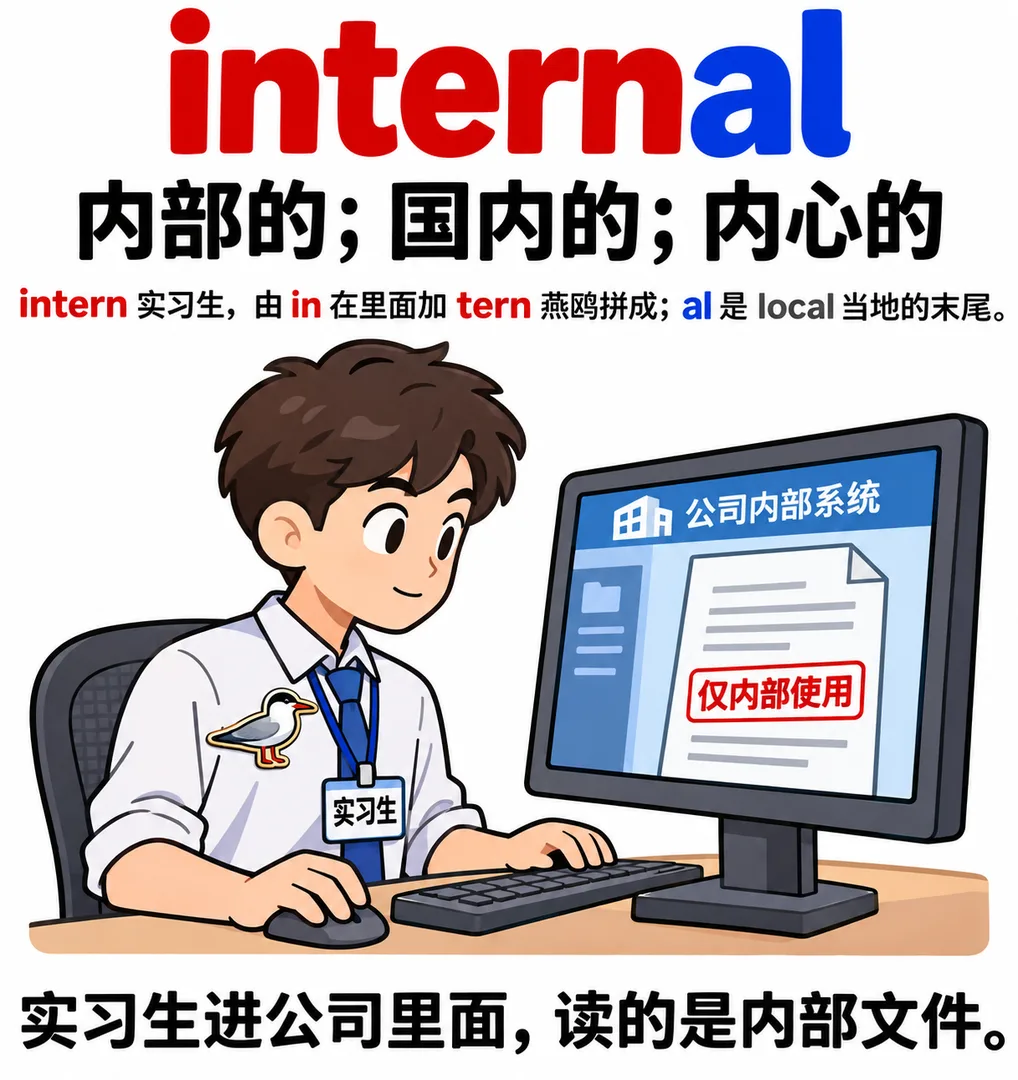 internal
内部的；国内的；内心的
intern 实习生，由 in 在里面加 tern 燕鸥拼成；al 是 local 当地的末尾。
公司内部系统
仅内部使用
实习生
实习生进公司里面，读的是内部文件。